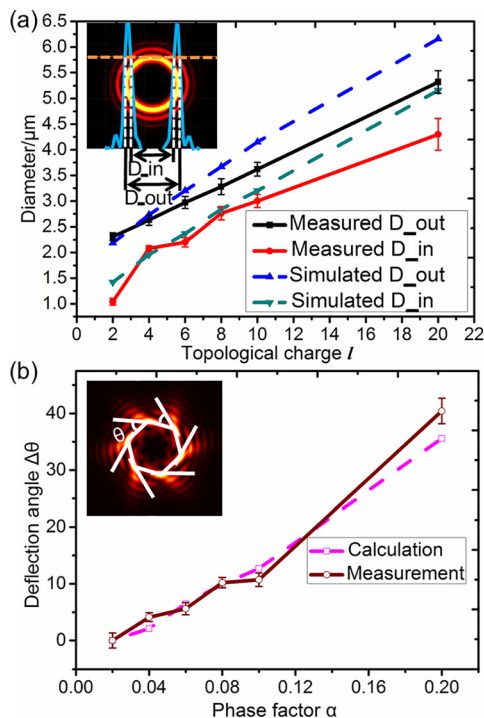 (a)
6.5
6.0
5.5
5.0
4.5
4.0
3.5
3.0
2.5
2.0
1.5
1.0
Diameter/μm
D_in
D_out
Measured D_out
Measured D_in
Simulated D_out
Simulated D_in
0 2 4 6 8 10 12 14 16 18 20 22
Topological charge l
(b)
40
30
20
10
0
Deflection angle Δθ
θ
Calculation
Measurement
0.00 0.04 0.08 0.12 0.16 0.20
Phase factor α